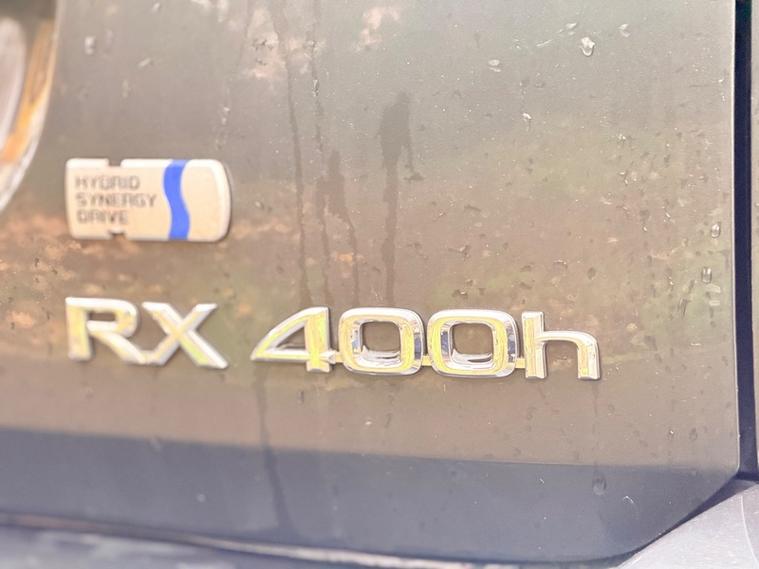 HYBRID
SYNERGY
DRIVE
RX 400h